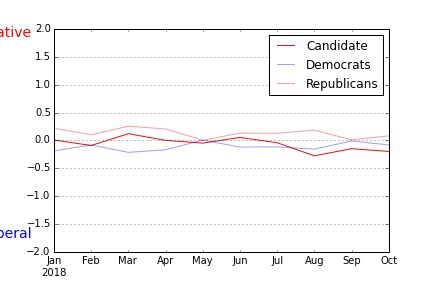 2.0
ative
Candidate
Democrats
Republicans
1.5
1.0
0.5
0.0
−0.5
−1.0
−1.5
beral
−2.0
Jan Feb Mar Apr May Jun Jul Aug Sep Oct
2018